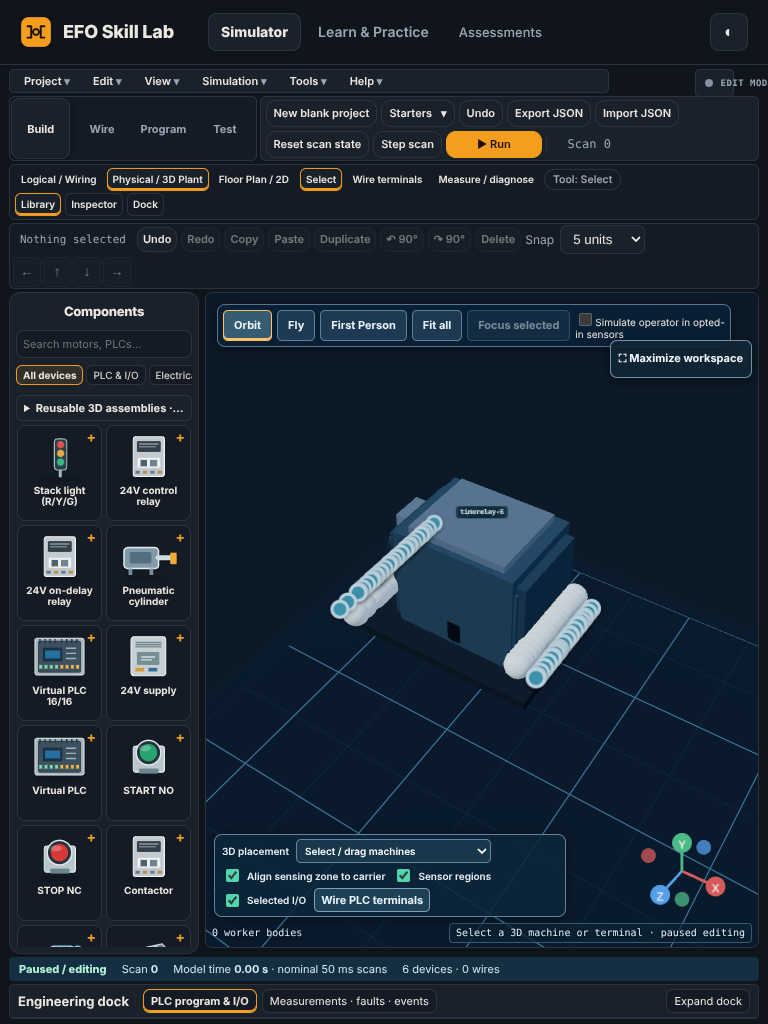 EFO Skill Lab
Simulator
Learn & Practice
Assessments
Project ▾
Edit ▾
View ▾
Simulation ▾
Tools ▾
Help ▾
EDIT MOD
Build
Wire
Program
Test
New blank project
Starters ▾
Undo
Export JSON
Import JSON
Reset scan state
Step scan
▶ Run
Scan 0
Logical / Wiring
Physical / 3D Plant
Floor Plan / 2D
Select
Wire terminals
Measure / diagnose
Tool: Select
Library
Inspector
Dock
Nothing selected
Undo
Redo
Copy
Paste
Duplicate
↶ 90°
↷ 90°
Delete
Snap
5 units
← ↑ ↓ →
Components
Search motors, PLCs...
All devices
PLC & I/O
Electrica
▶ Reusable 3D assemblies ·...
Stack light
(R/Y/G)
24V control
relay
24V on-delay
relay
Pneumatic
cylinder
Virtual PLC
16/16
24V supply
Virtual PLC
START NO
STOP NC
Contactor
Orbit
Fly
First Person
Fit all
Focus selected
Simulate operator in opted-
in sensors
⛶ Maximize workspace
timerelay-6
3D placement
Select / drag machines
Align sensing zone to carrier
Sensor regions
Selected I/O
Wire PLC terminals
Y
X
Z
0 worker bodies
Select a 3D machine or terminal · paused editing
Paused / editing
Scan 0
Model time 0.00 s · nominal 50 ms scans
6 devices · 0 wires
Engineering dock
PLC program & I/O
Measurements · faults · events
Expand dock